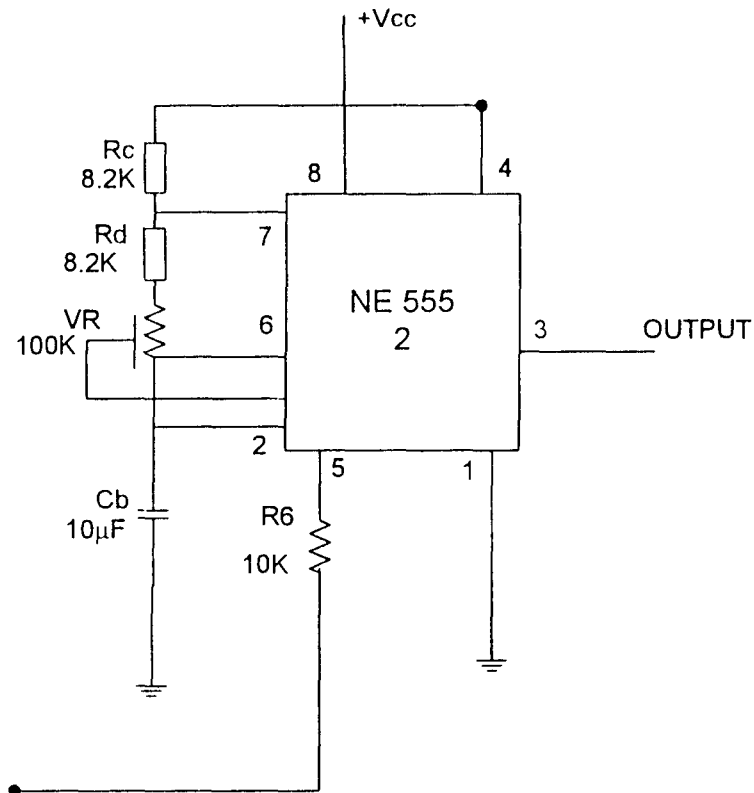 +Vcc
Rc
8.2K
8
4
7
Rd
8.2K
NE 555
2
VR
100K
6
3
OUTPUT
2
5
1
Cb
10μF
R6
10K